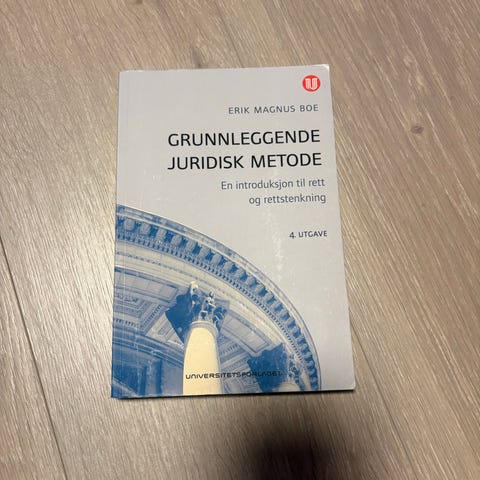 ERIK MAGNUS BOE
GRUNNLEGGENDE
JURIDISK METODE
En introduksjon til rett
og rettstenkning
4. UTGAVE
UNIVERSITETSFORLAGET